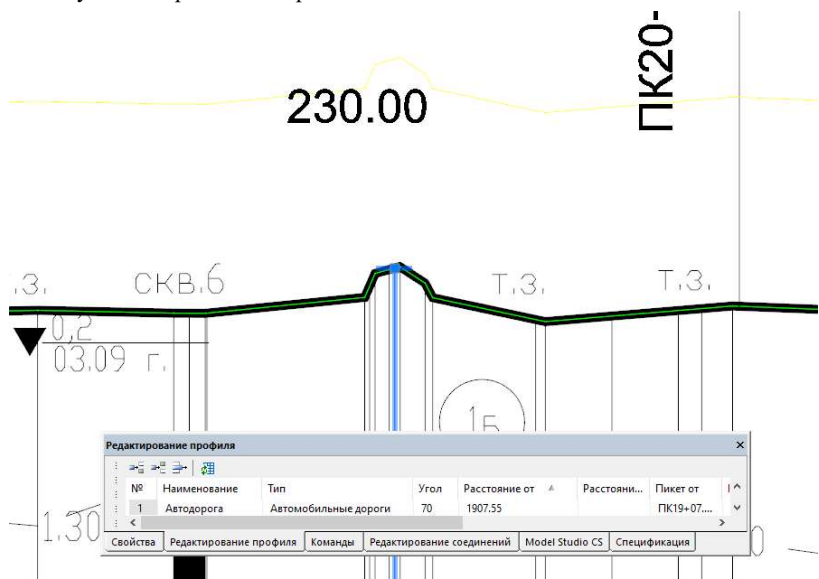 230.00
ПК20-
.З.
СКВ.6
Т.З.
Т.З.
0,2
03.09 г.
1Б
Редактирование профиля
№ Наименование Тип Угол Расстояние от Расстояни... Пикет от
1 Автодорога Автомобильные дороги 70 1907.55 ПК19+07....
1.30
0
Свойства Редактирование профиля Команды Редактирование соединений Model Studio CS Спецификация